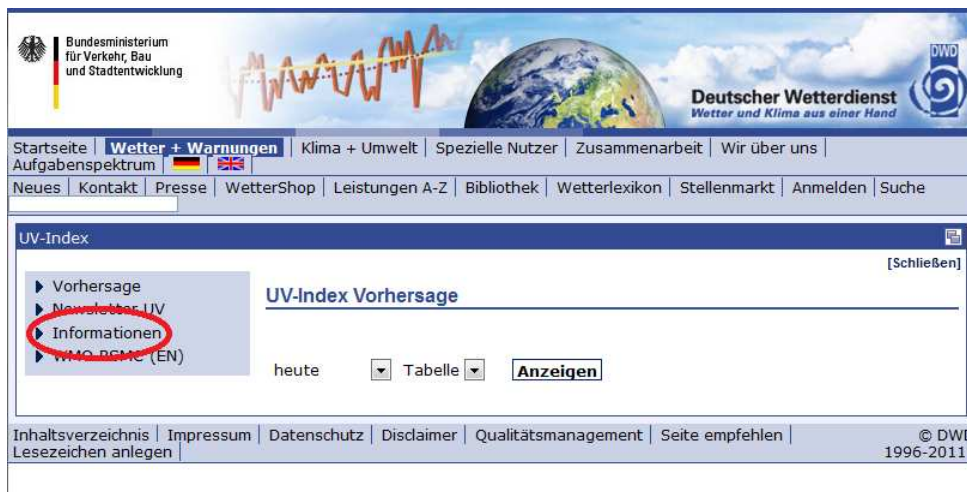 Bundesministerium
für Verkehr, Bau
und Stadtentwicklung
DWD
Deutscher Wetterdienst
Wetter und Klima aus einer Hand
Startseite | Wetter + Warnungen | Klima + Umwelt | Spezielle Nutzer | Zusammenarbeit | Wir über uns |
Aufgabenspektrum |
Neues | Kontakt | Presse | WetterShop | Leistungen A-Z | Bibliothek | Wetterlexikon | Stellenmarkt | Anmelden | Suche
UV-Index
[Schließen]
Vorhersage
UV-Index Vorhersage
Newsletter UV
Informationen
WMO RSMC (EN)
heute Tabelle Anzeigen
Inhaltsverzeichnis | Impressum | Datenschutz | Disclaimer | Qualitätsmanagement | Seite empfehlen | © DWD
Lesezeichen anlegen | 1996-2011